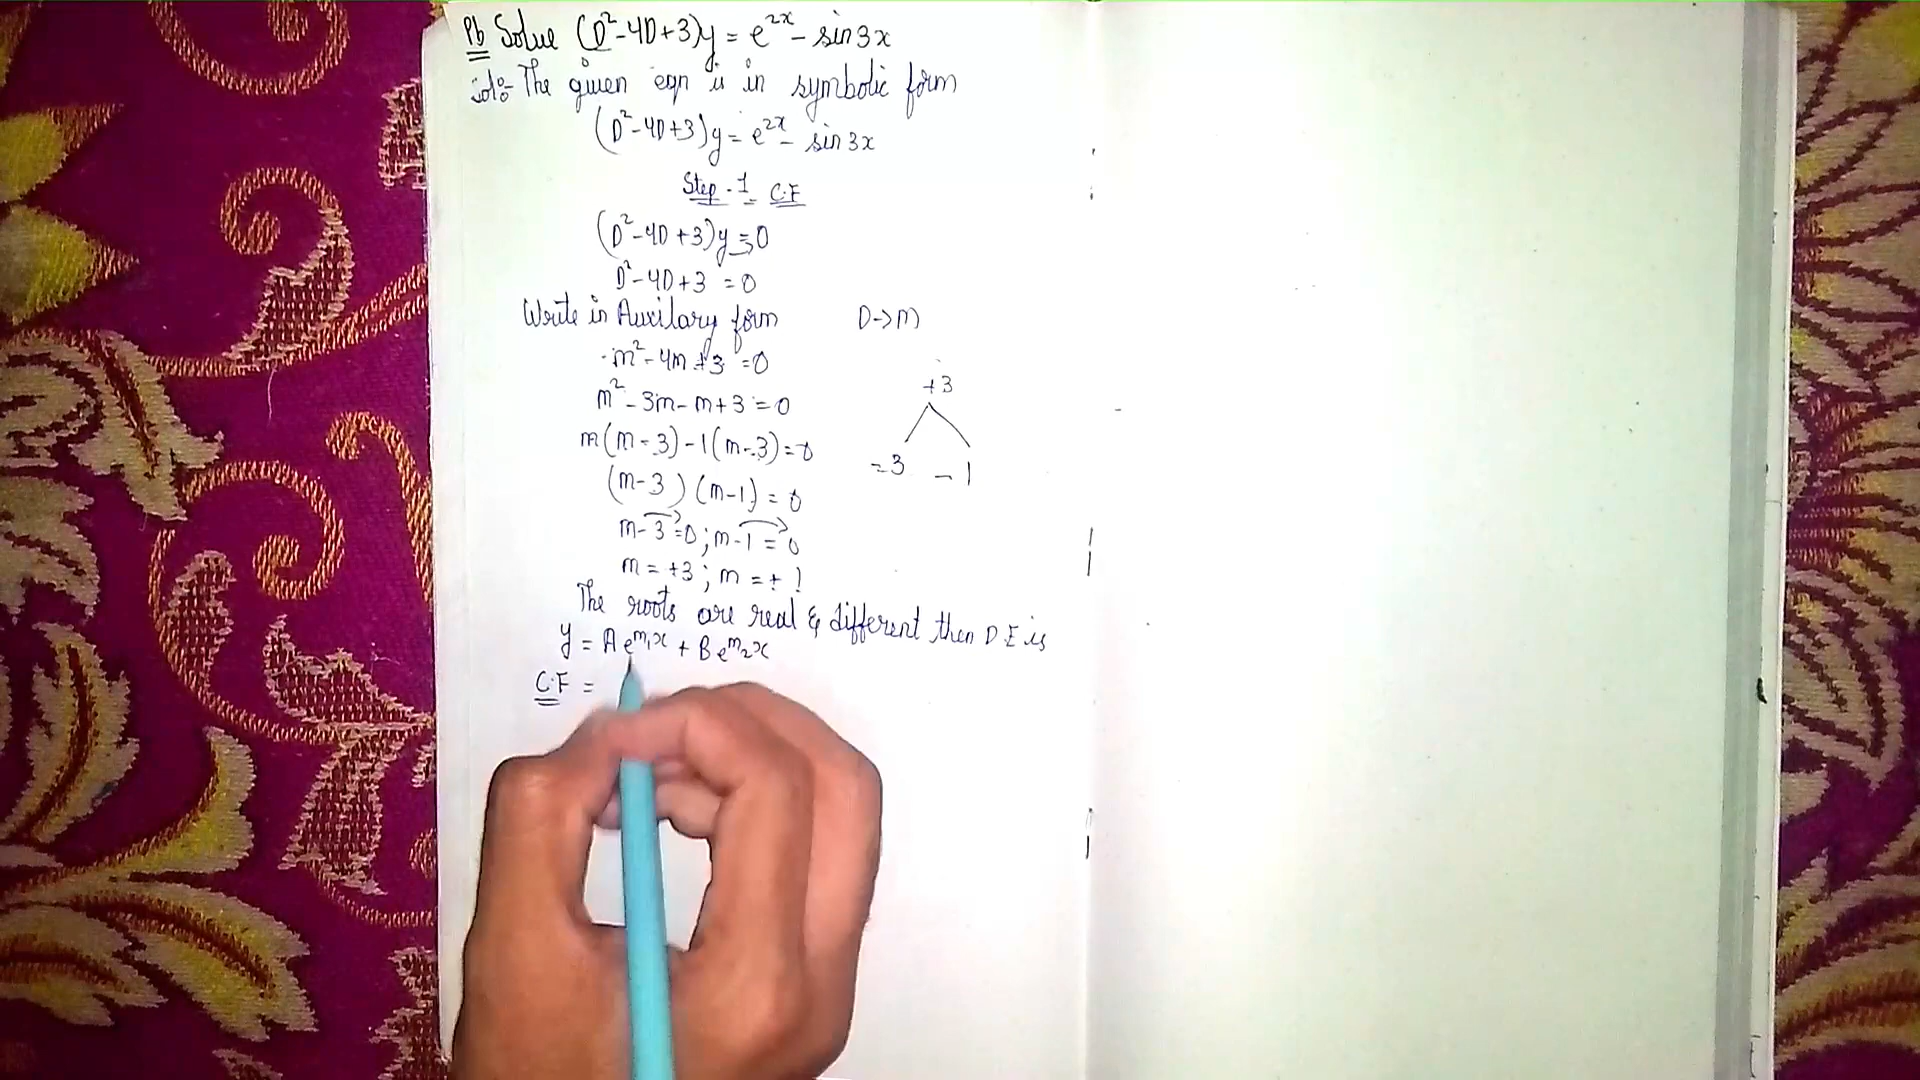 Pb Solve (D²-4D+3)y = e²ˣ - sin3x
sol:- The given eqn is in symbolic form
(D²-4D+3)y = e²ˣ - sin3x
Step-1 C.F
(D²-4D+3)y=0
D²-4D+3 = 0
Write in Auxilary form D->m
m²-4m+3 =0
+3
m²-3m-m+3=0
m(m-3)-1(m-3)=0
-3 -1
(m-3)(m-1)=0
m-3=0; m-1=0
m=+3; m=+1
The roots are real & different then D.E is
y = Ae^m₁x + Be^m₂x
C.F =